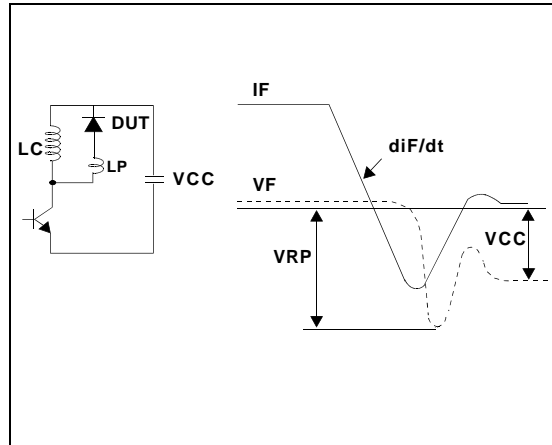 IF
DUT
LC
diF/dt
LP
VCC
VF
VCC
VRP